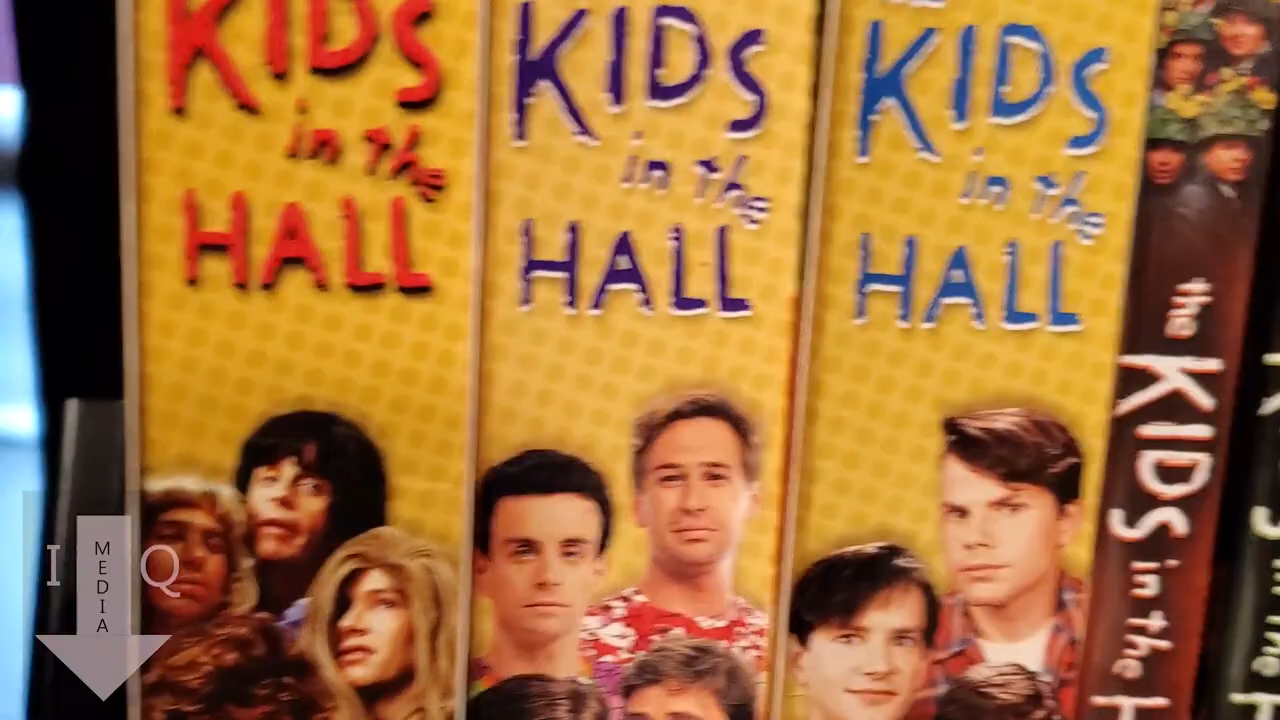 KIDS
in the
HALL
KIDS
in the
HALL
KIDS
in the
HALL
the KIDS in the
I MEDIA Q